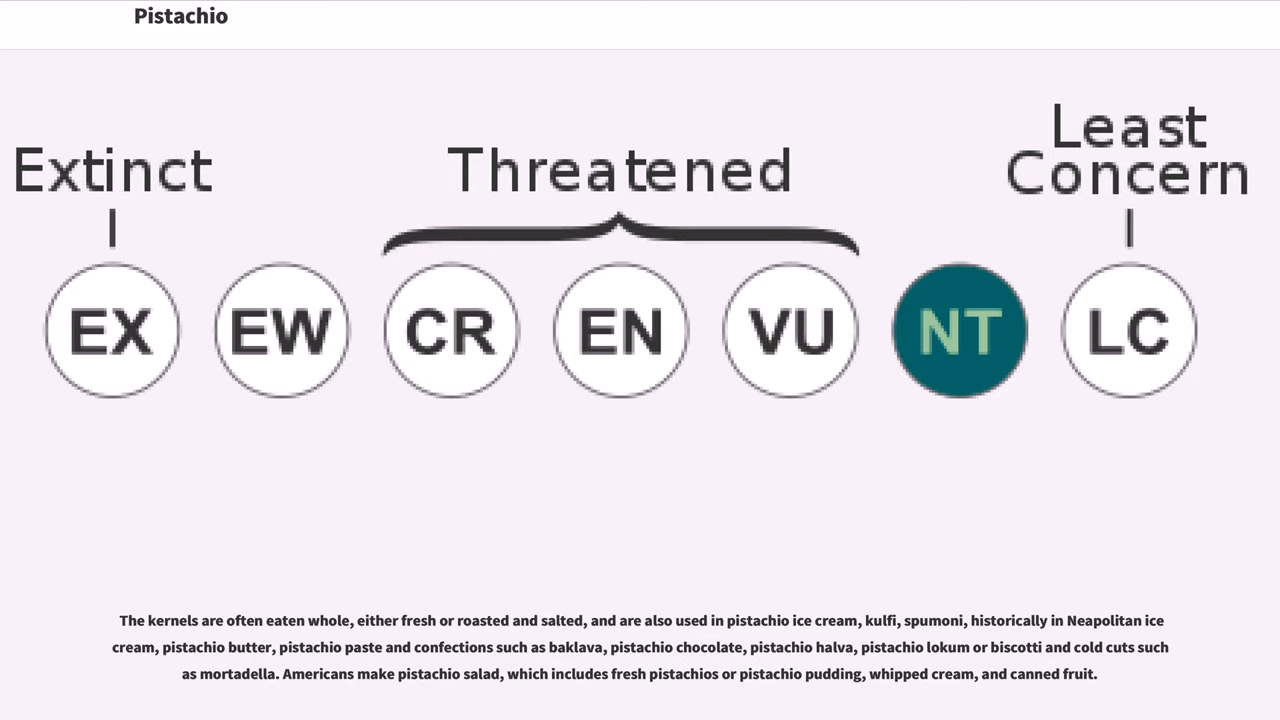 Pistachio
Least
Extinct Threatened Concern
EX EW CR EN VU NT LC
The kernels are often eaten whole, either fresh or roasted and salted, and are also used in pistachio ice cream, kulfi, spumoni, historically in Neapolitan ice
cream, pistachio butter, pistachio paste and confections such as baklava, pistachio chocolate, pistachio halva, pistachio lokum or biscotti and cold cuts such
as mortadella. Americans make pistachio salad, which includes fresh pistachios or pistachio pudding, whipped cream, and canned fruit.